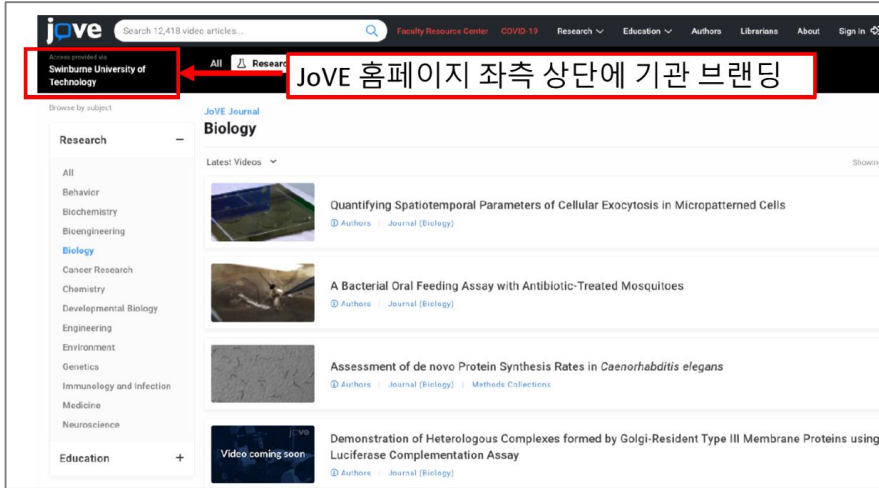 jove
Search 12,418 video articles...
Faculty Resource Center COVID-19 Research Education Authors Librarians About Sign In
Access provided via
Swinburne University of
Technology
All Resear
JoVE 홈페이지 좌측 상단에 기관 브랜딩
Browse by subject
Research
All
Behavior
Biochemistry
Bioengineering
Biology
Cancer Research
Chemistry
Developmental Biology
Engineering
Environment
Genetics
Immunology and Infection
Medicine
Neuroscience
Education
JoVE Journal
Biology
Latest Videos
Showing
Quantifying Spatiotemporal Parameters of Cellular Exocytosis in Micropatterned Cells
Authors | Journal (Biology)
A Bacterial Oral Feeding Assay with Antibiotic-Treated Mosquitoes
Authors | Journal (Biology)
Assessment of de novo Protein Synthesis Rates in Caenorhabditis elegans
Authors | Journal (Biology) | Methods Collections
jove
Video coming soon
Demonstration of Heterologous Complexes formed by Golgi-Resident Type III Membrane Proteins using
Luciferase Complementation Assay
Authors | Journal (Biology)